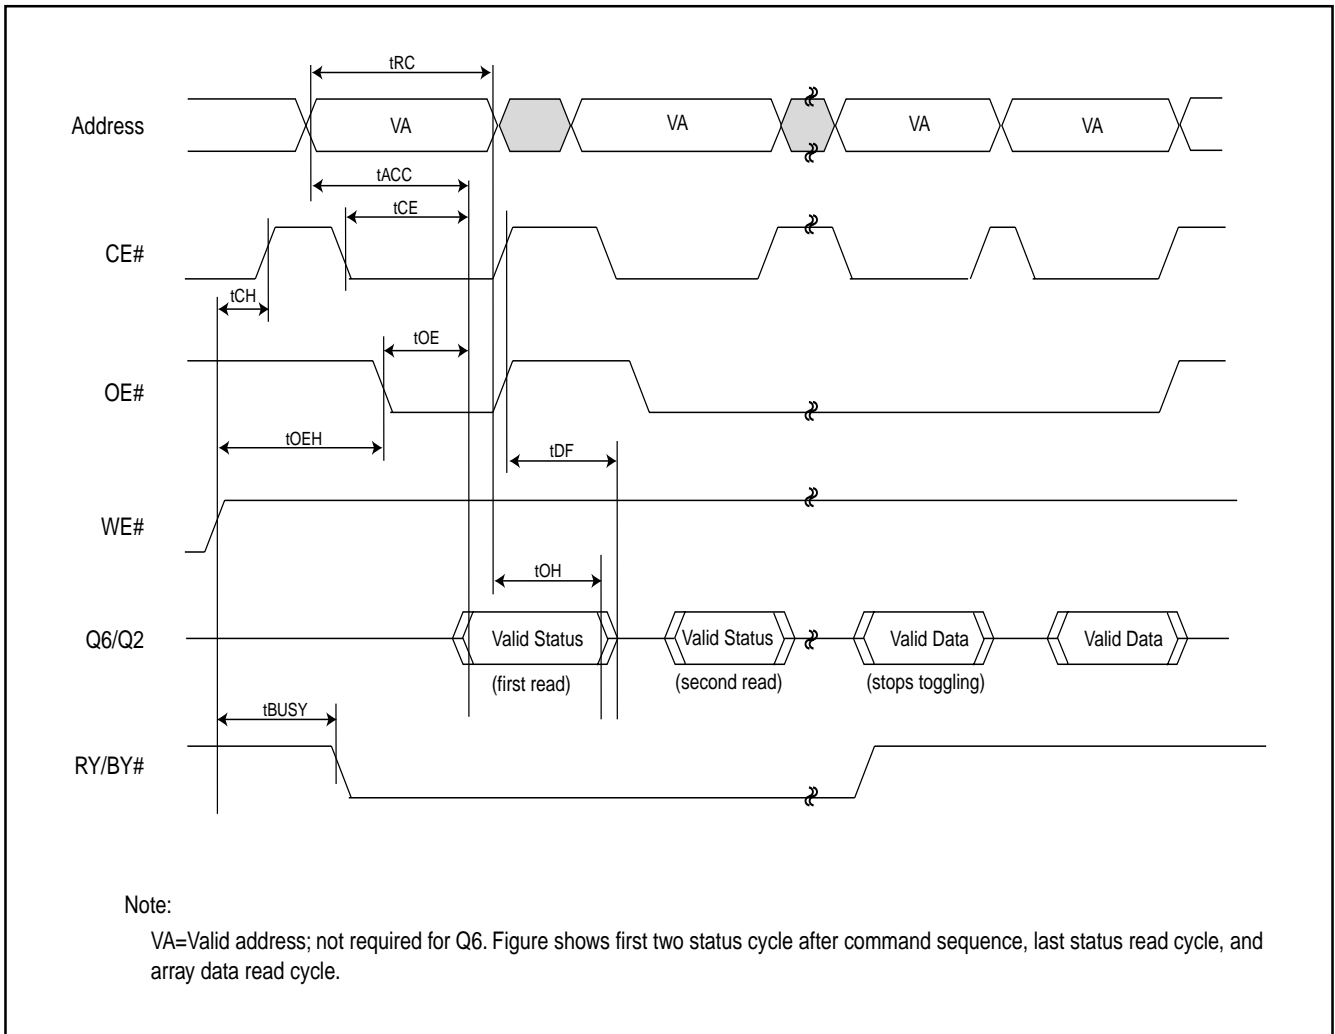 tRC
Address
VA
VA
VA
VA
tACC
tCE
CE#
tCH
tOE
OE#
tOEH
tDF
WE#
tOH
Q6/Q2
Valid Status
Valid Status
Valid Data
Valid Data
(first read)
(second read)
(stops toggling)
tBUSY
RY/BY#
Note:
VA=Valid address; not required for Q6. Figure shows first two status cycle after command sequence, last status read cycle, and
array data read cycle.